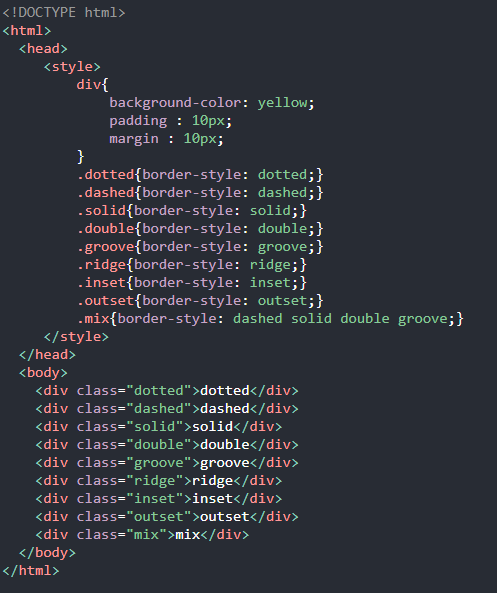 <!DOCTYPE html>
<html>
  <head>
     <style>
         div{
             background-color: yellow;
             padding : 10px;
             margin : 10px;
         }
         .dotted{border-style: dotted;}
         .dashed{border-style: dashed;}
         .solid{border-style: solid;}
         .double{border-style: double;}
         .groove{border-style: groove;}
         .ridge{border-style: ridge;}
         .inset{border-style: inset;}
         .outset{border-style: outset;}
         .mix{border-style: dashed solid double groove;}
     </style>
  </head>
  <body>
    <div class="dotted">dotted</div>
    <div class="dashed">dashed</div>
    <div class="solid">solid</div>
    <div class="double">double</div>
    <div class="groove">groove</div>
    <div class="ridge">ridge</div>
    <div class="inset">inset</div>
    <div class="outset">outset</div>
    <div class="mix">mix</div>
  </body>
</html>